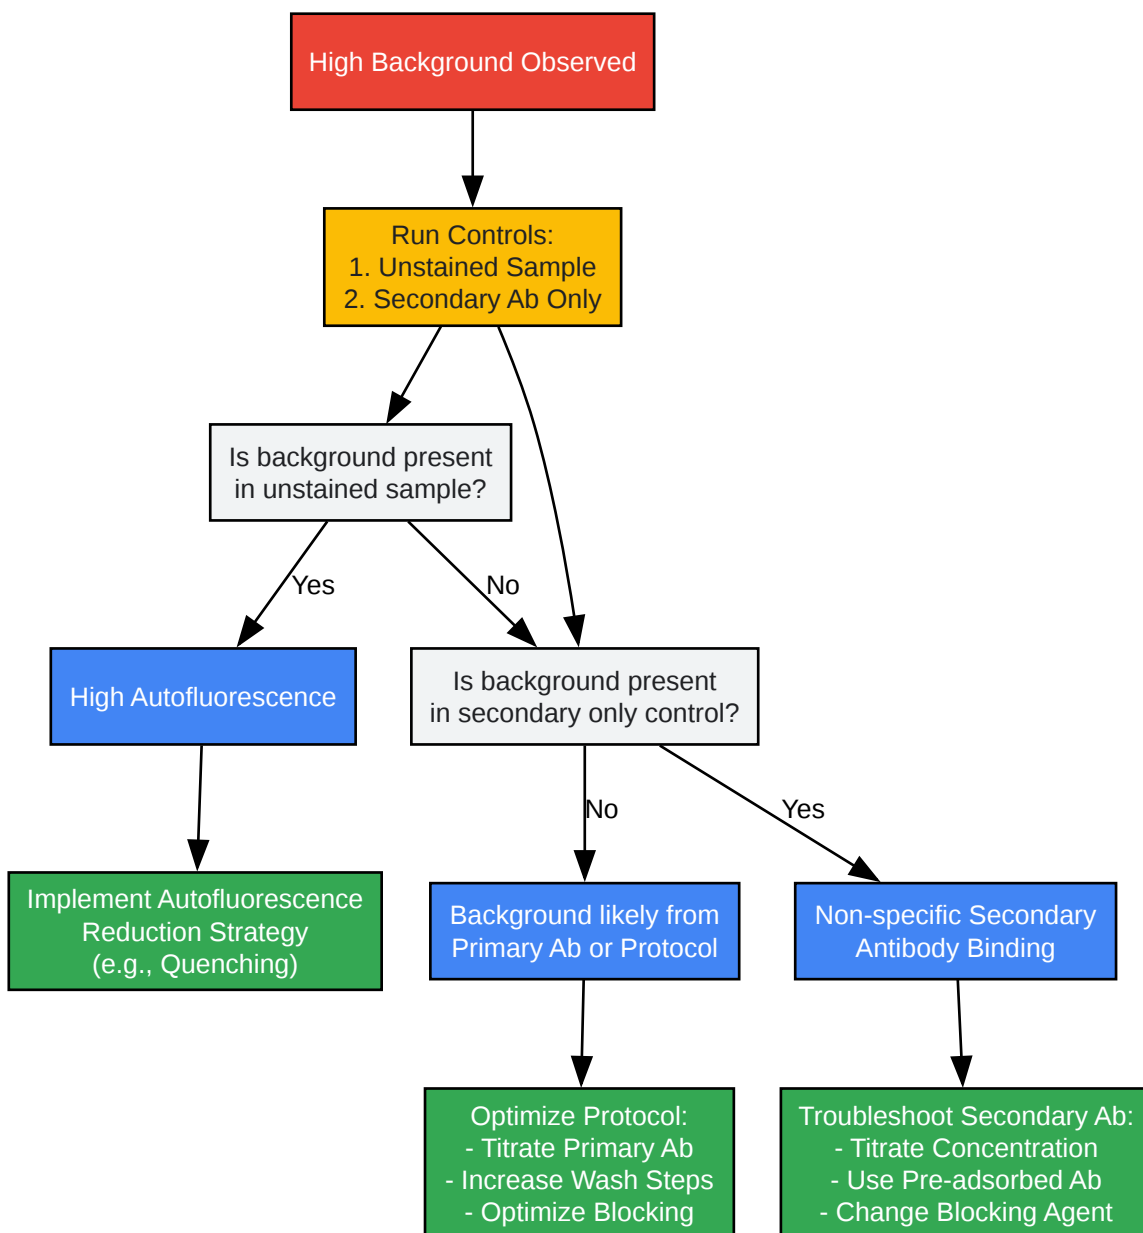 High Background Observed
Run Controls:
1. Unstained Sample
2. Secondary Ab Only
Is background present
in unstained sample?
Yes
No
High Autofluorescence
Is background present
in secondary only control?
No
Yes
Implement Autofluorescence
Reduction Strategy
(e.g., Quenching)
Background likely from
Primary Ab or Protocol
Non-specific Secondary
Antibody Binding
Optimize Protocol:
- Titrate Primary Ab
- Increase Wash Steps
- Optimize Blocking
Troubleshoot Secondary Ab:
- Titrate Concentration
- Use Pre-adsorbed Ab
- Change Blocking Agent